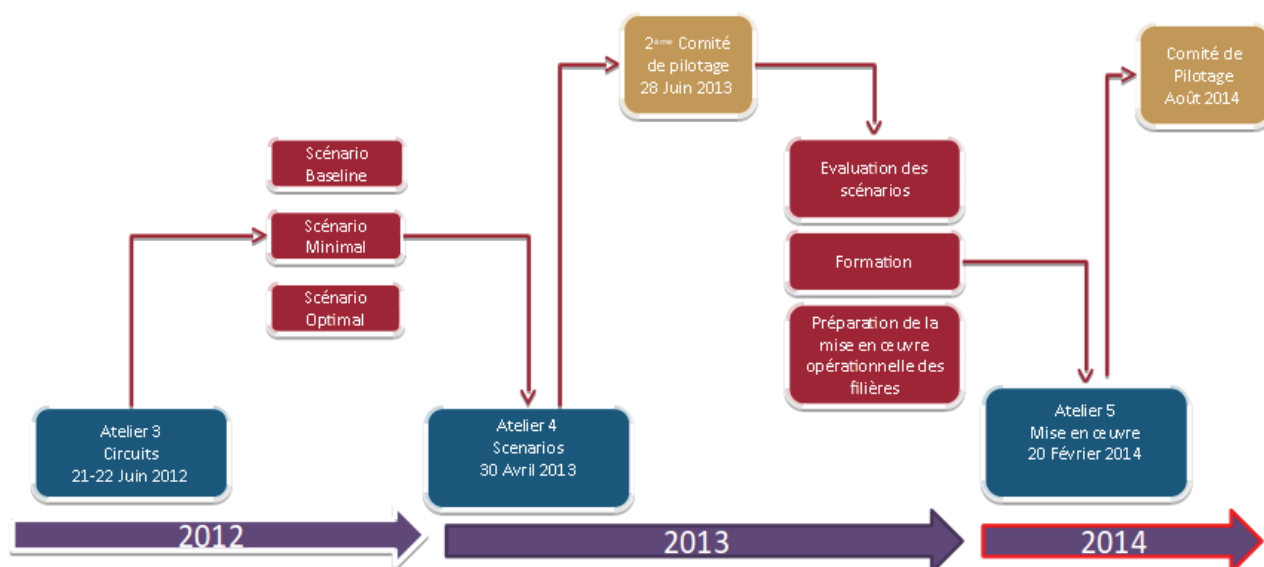 2ème Comité
de pilotage
28 Juin 2013
Comité de
Pilotage
Août 2014
Scénario
Baseline
Scénario
Minimal
Scénario
Optimal
Evaluation des
scénarios
Formation
Préparation de la
mise en œuvre
opérationnelle des
filières
Atelier 3
Circuits
21-22 Juin 2012
Atelier 4
Scenarios
30 Avril 2013
Atelier 5
Mise en œuvre
20 Février 2014
2012
2013
2014